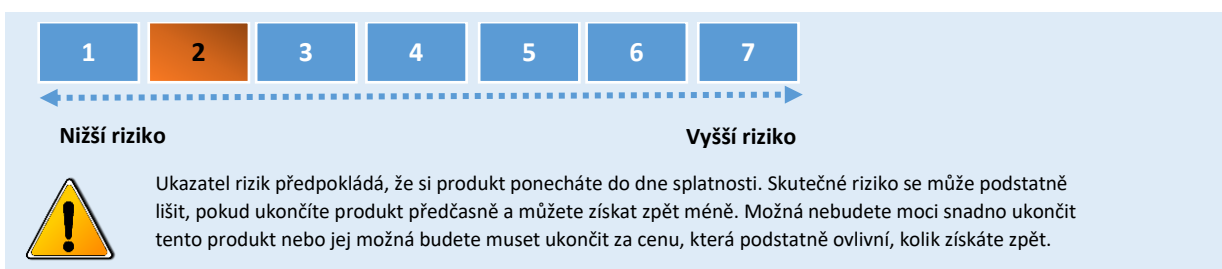 1 2 3 4 5 6 7
Nižší riziko Vyšší riziko
Ukazatel rizik předpokládá, že si produkt ponecháte do dne splatnosti. Skutečné riziko se může podstatně
lišit, pokud ukončíte produkt předčasně a můžete získat zpět méně. Možná nebudete moci snadno ukončit
tento produkt nebo jej možná budete muset ukončit za cenu, která podstatně ovlivní, kolik získáte zpět.